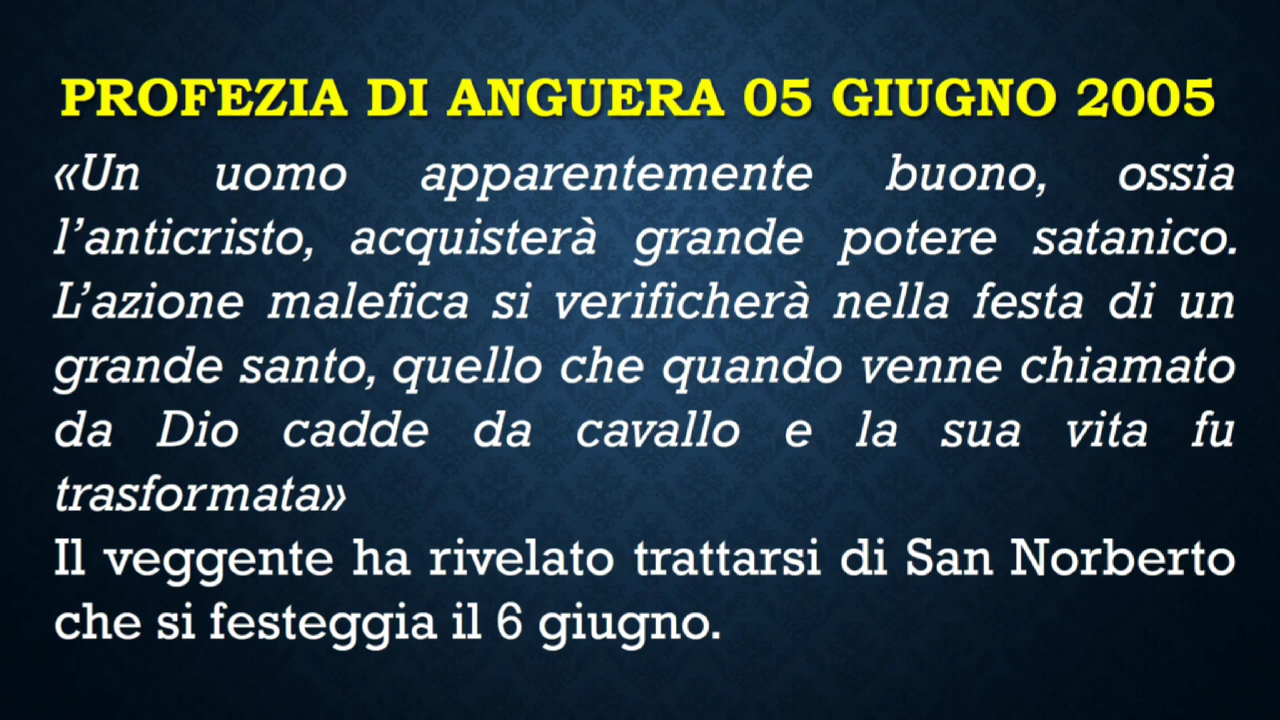 PROFEZIA DI ANGUERA 05 GIUGNO 2005
«Un uomo apparentemente buono, ossia
l’anticristo, acquisterà grande potere satanico.
L’azione malefica si verificherà nella festa di un
grande santo, quello che quando venne chiamato
da Dio cadde da cavallo e la sua vita fu
trasformata»
Il veggente ha rivelato trattarsi di San Norberto
che si festeggia il 6 giugno.